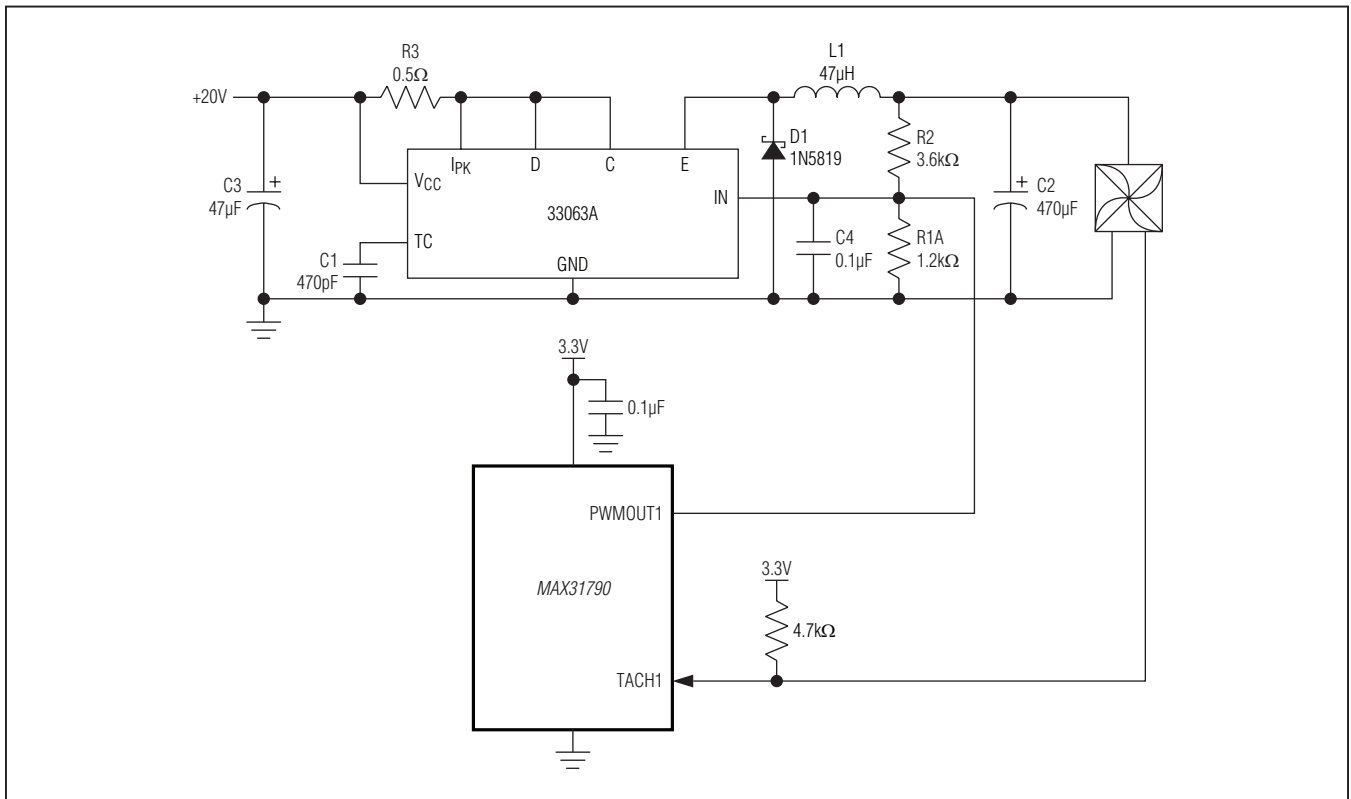 R3
0.5Ω
L1
47µH
+20V
IPK
D
C
E
D1
1N5819
R2
3.6kΩ
C3
47µF
+
VCC
33063A
IN
C2
470µF
+
TC
C1
470pF
GND
C4
0.1µF
R1A
1.2kΩ
3.3V
0.1µF
PWMOUT1
MAX31790
3.3V
4.7kΩ
TACH1